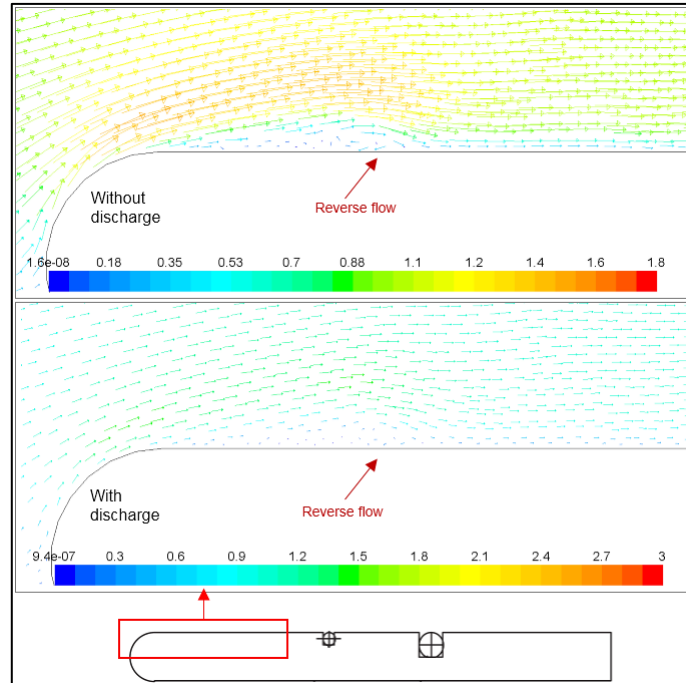 Without
discharge
Reverse flow
1.6e-08 0.18 0.35 0.53 0.7 0.88 1.1 1.2 1.4 1.6 1.8
With
discharge
Reverse flow
9.4e-07 0.3 0.6 0.9 1.2 1.5 1.8 2.1 2.4 2.7 3